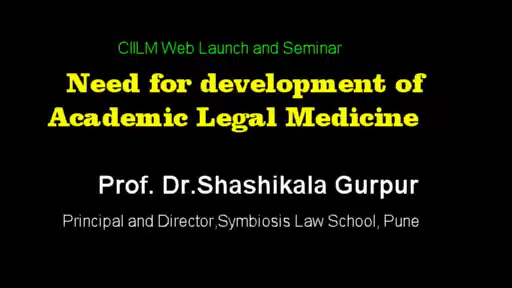 CIILM Web Launch and Seminar
Need for development of
Academic Legal Medicine
Prof. Dr.Shashikala Gurpur
Principal and Director,Symbiosis Law School, Pune